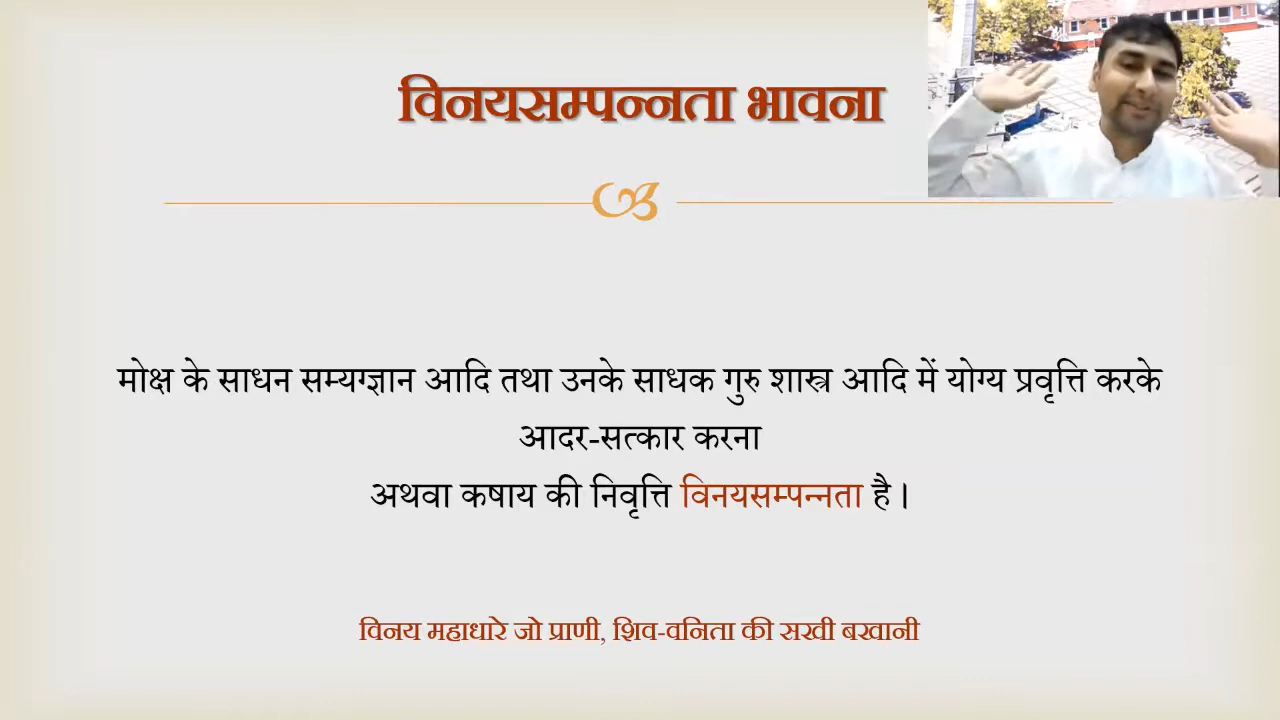 विनयसम्पन्नता भावना
मोक्ष के साधन सम्यग्ज्ञान आदि तथा उनके साधक गुरु शास्त्र आदि में योग्य प्रवृत्ति करके
आदर-सत्कार करना
अथवा कषाय की निवृत्ति विनयसम्पन्नता है।
विनय महाधारे जो प्राणी, शिव-वनिता की सखी बखानी